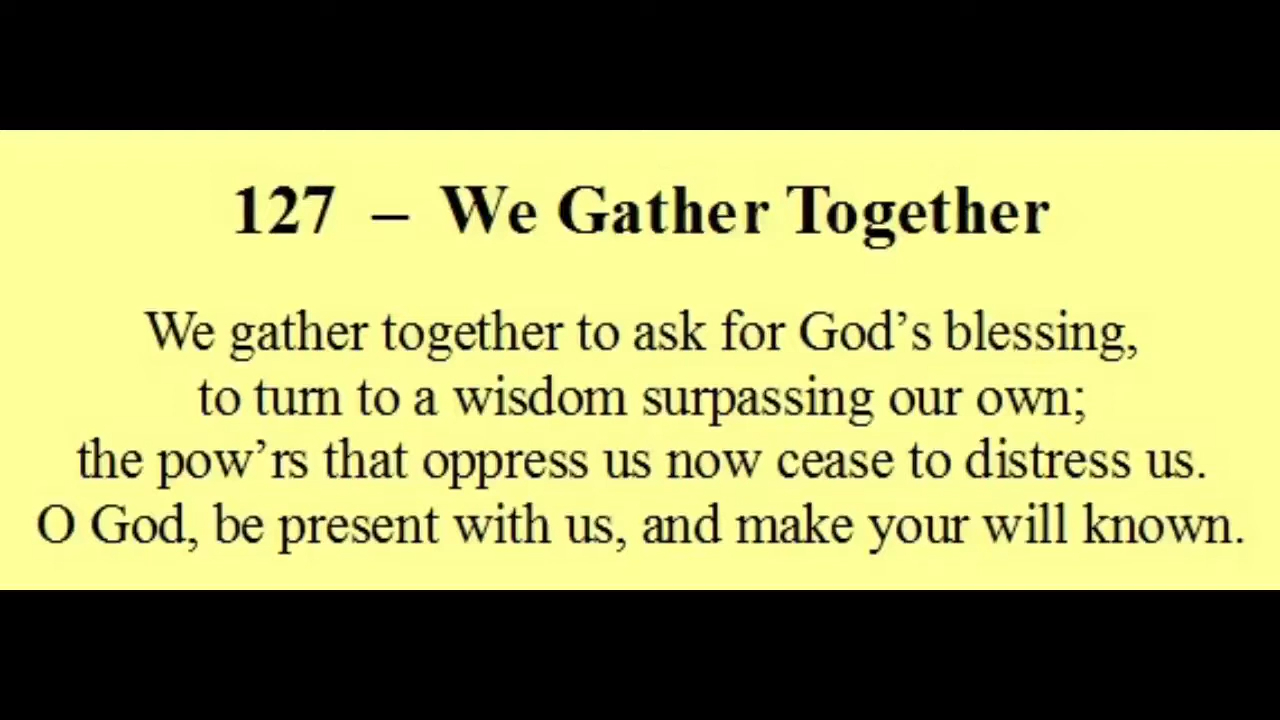 127 – We Gather Together
We gather together to ask for God’s blessing,
to turn to a wisdom surpassing our own;
the pow’rs that oppress us now cease to distress us.
O God, be present with us, and make your will known.